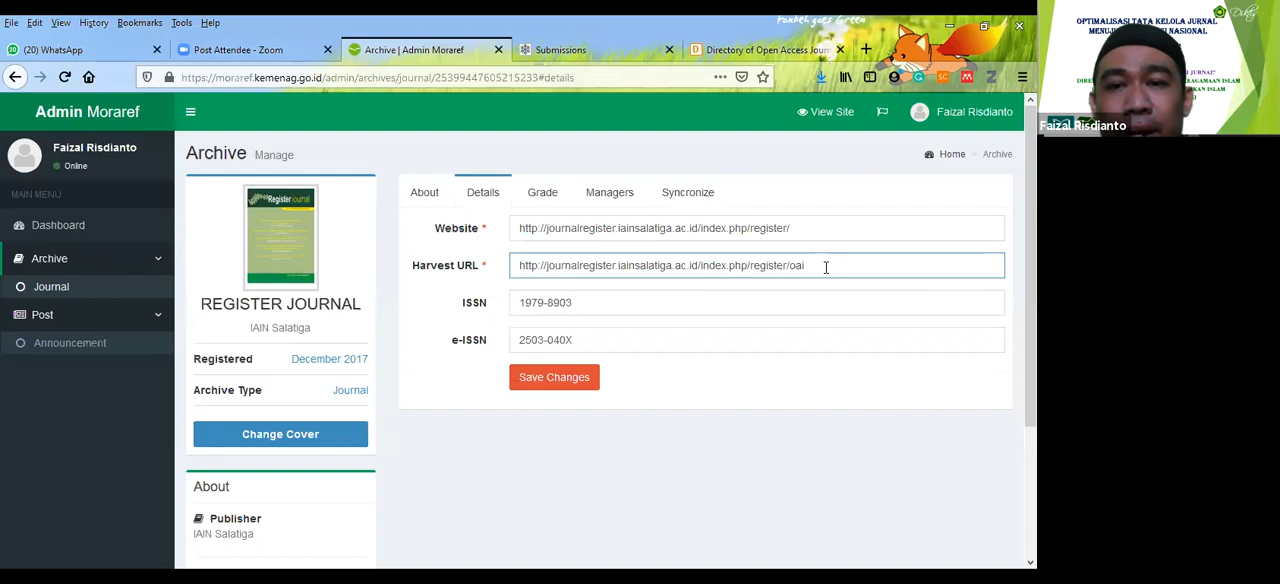 File Edit View History Bookmarks Tools Help
(20) WhatsApp
Post Attendee - Zoom
Archive | Admin Moraref
Submissions
Directory of Open Access Jour
https://moraref.kemenag.go.id/admin/archives/journal/25399447605215233#details
Admin Moraref
View Site
Faizal Risdianto
Faizal Risdianto
Online
MAIN MENU
Dashboard
Archive
Journal
Post
Announcement
Archive Manage
Home
Archive
REGISTER JOURNAL
IAIN Salatiga
Registered December 2017
Archive Type Journal
Change Cover
About
Publisher
IAIN Salatiga
About Details Grade Managers Syncronize
Website * http://journalregister.iainsalatiga.ac.id/index.php/register/
Harvest URL * http://journalregister.iainsalatiga.ac.id/index.php/register/oai
ISSN 1979-8903
e-ISSN 2503-040X
Save Changes
OPTIMALISASI TATA KELOLA JURNAL
Faizal Risdianto